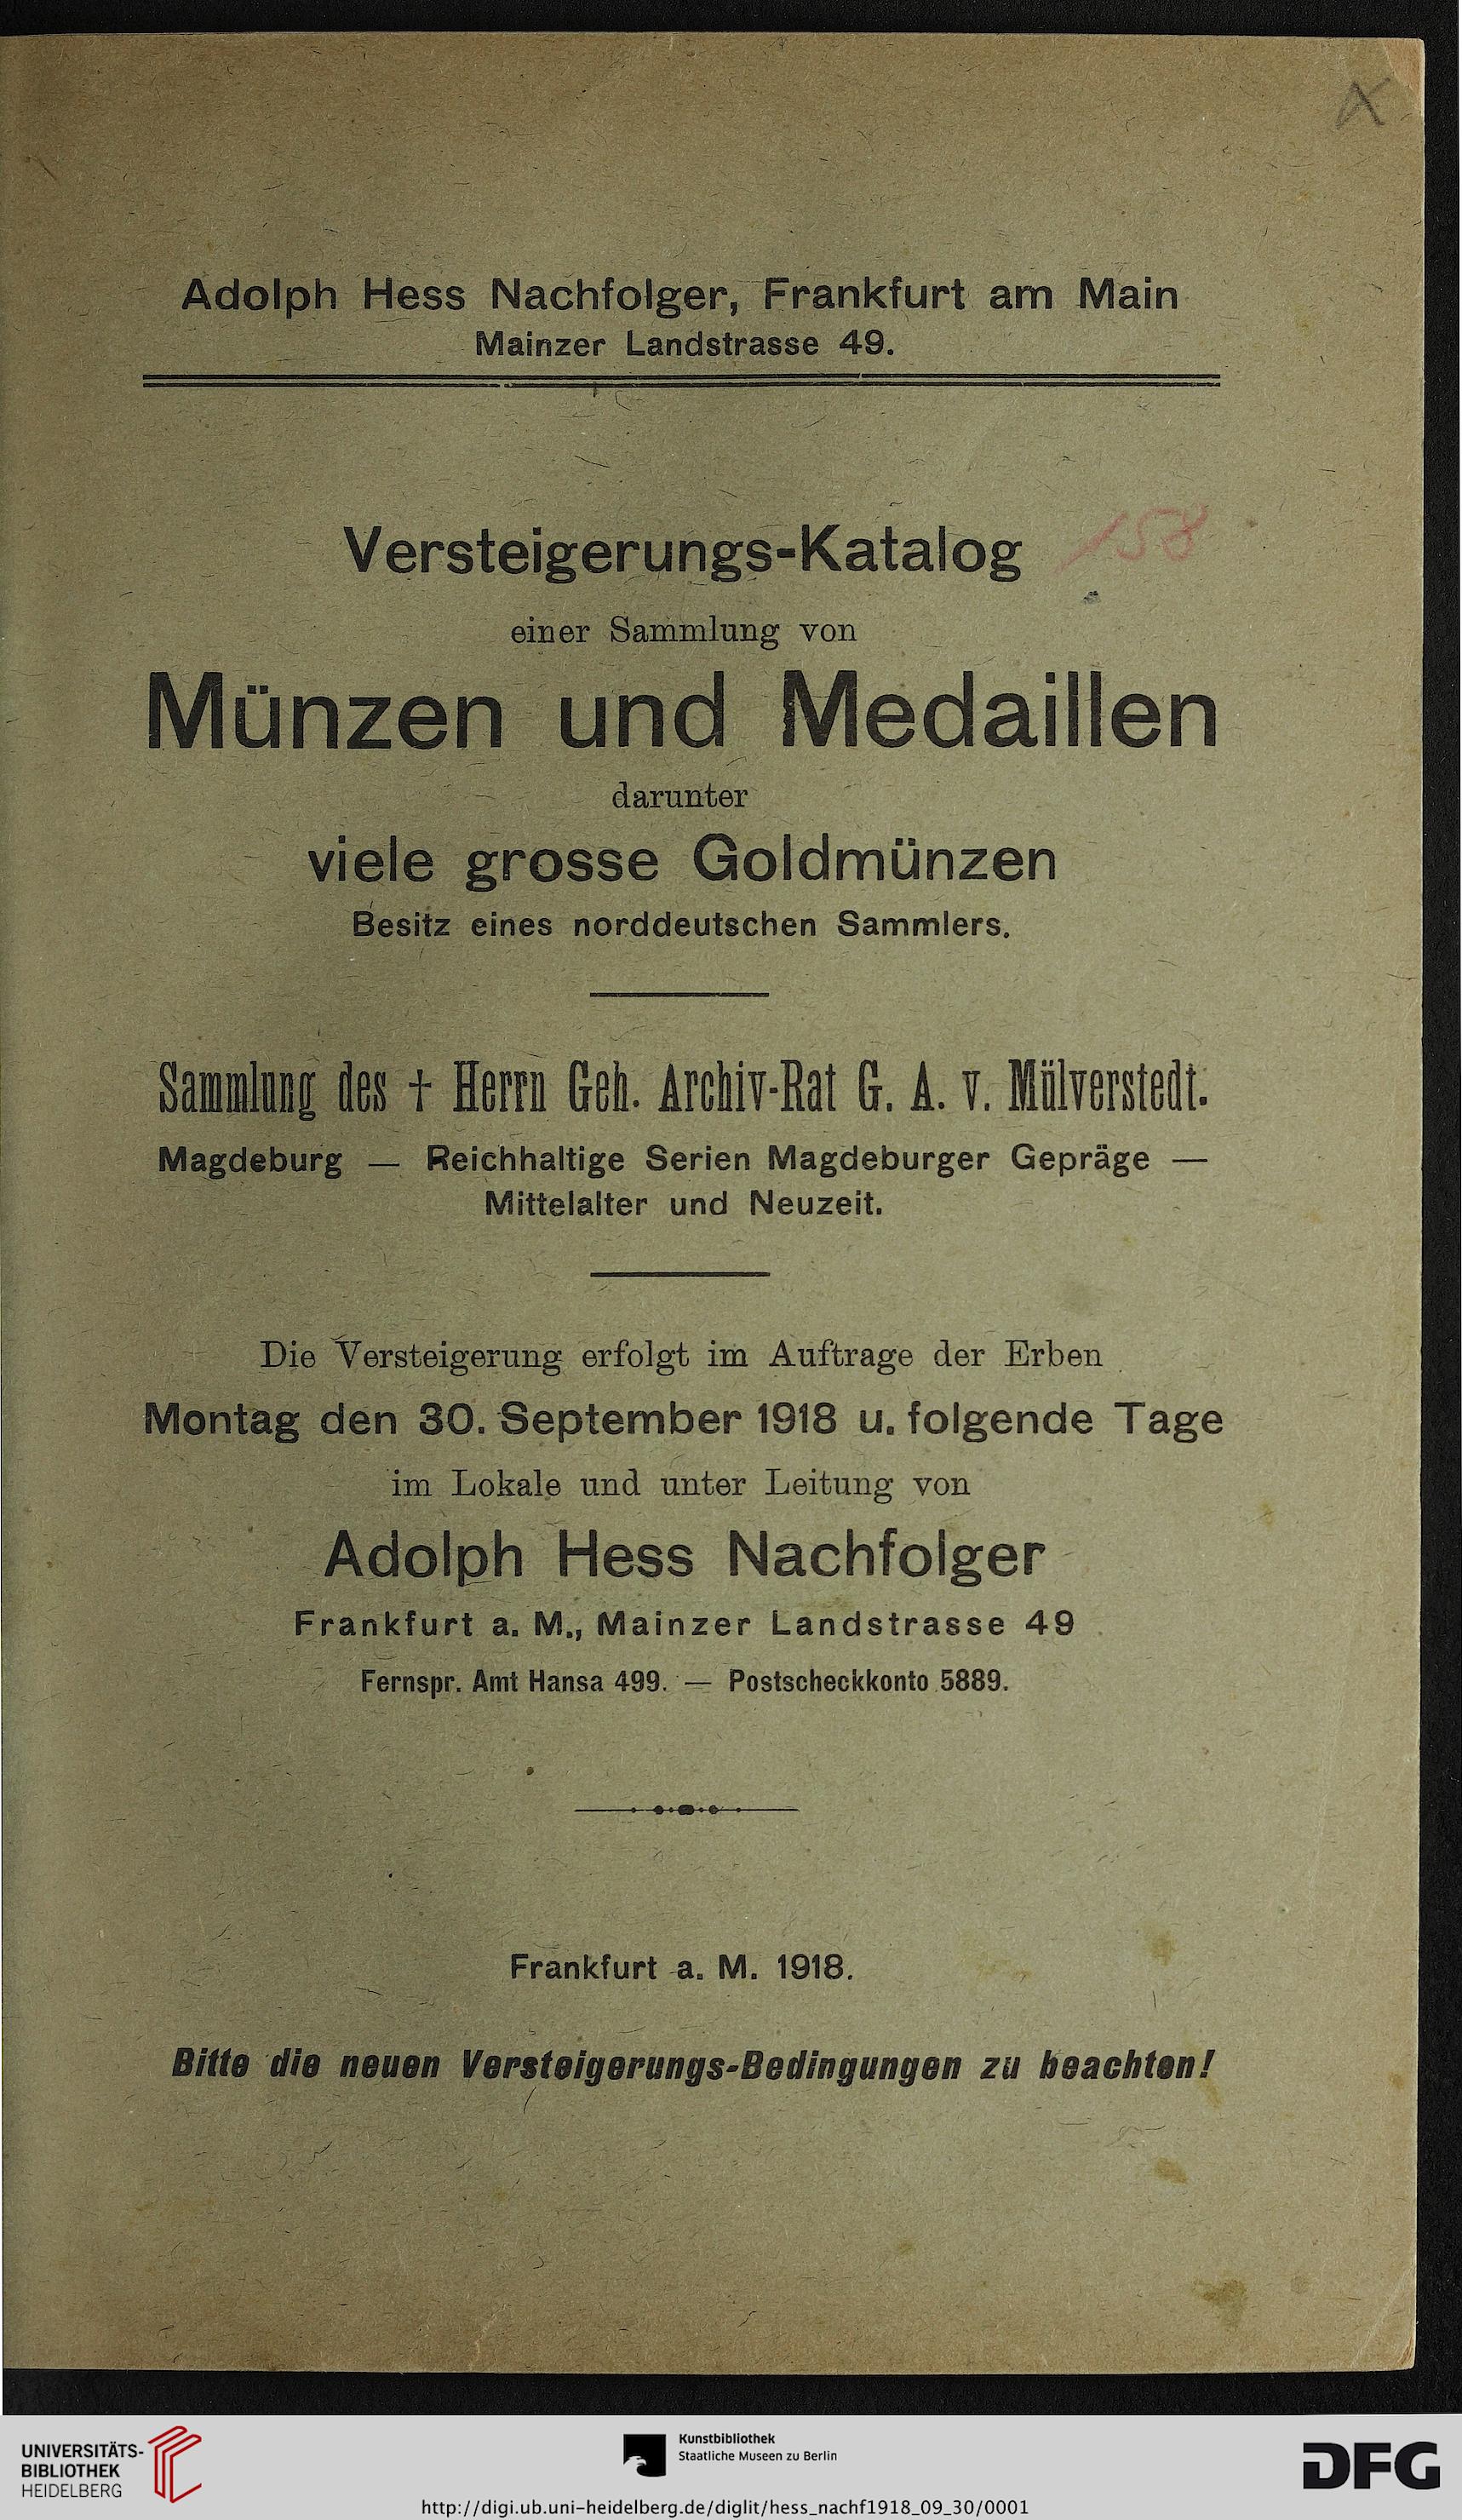 Adolph Hess Nachfolger, Frankfurt am Main
Mainzer Landstrasse 49.
Versteigerungs-Katalog 158
einer Sammlung von
Münzen und Medaillen
darunter
viele grosse Goldmünzen
Besitz eines norddeutschen Sammlers.
Sammlung des † Herrn Geh. Archiv-Rat G. A. v. Mülverstedt.
Magdeburg — Reichhaltige Serien Magdeburger Gepräge —
Mittelalter und Neuzeit.
Die Versteigerung erfolgt im Auftrage der Erben
Montag den 30. September 1918 u. folgende Tage
im Lokale und unter Leitung von
Adolph Hess Nachfolger
Frankfurt a. M., Mainzer Landstrasse 49
Fernspr. Amt Hansa 499. — Postscheckkonto 5889.
Frankfurt a. M. 1918.
Bitte die neuen Versteigerungs-Bedingungen zu beachten!
UNIVERSITÄTS-
BIBLIOTHEK
HEIDELBERG
Kunstbibliothek
Staatliche Museen zu Berlin
DFG
http://digi.ub.uni-heidelberg.de/diglit/hess_nachf1918_09_30/0001